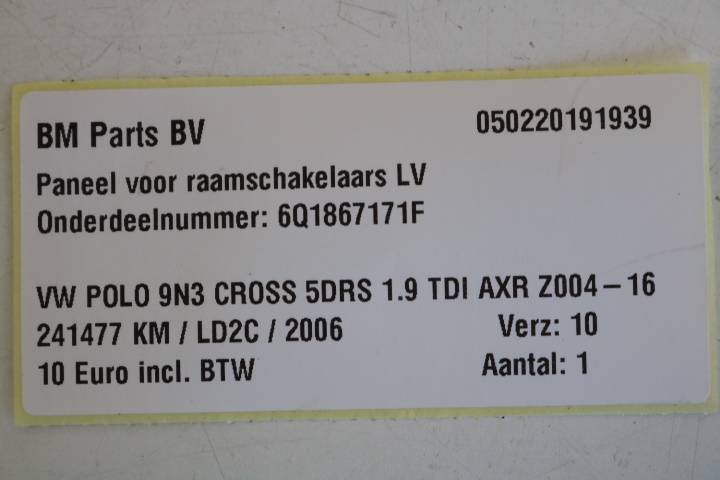 BM Parts BV 050220191939
Paneel voor raamschakelaars LV
Onderdeelnummer: 6Q1867171F
VW POLO 9N3 CROSS 5DRS 1.9 TDI AXR Z004-16
241477 KM / LD2C / 2006 Verz: 10
10 Euro incl. BTW Aantal: 1